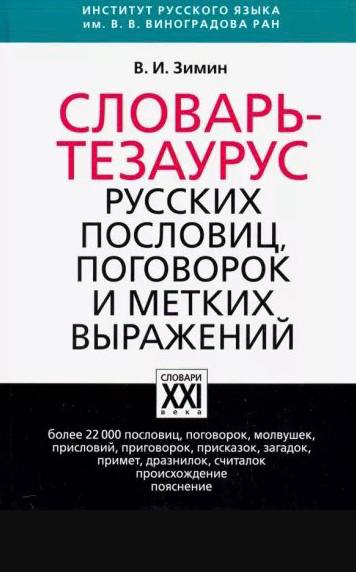 ИНСТИТУТ РУССКОГО ЯЗЫКА
им. В. В. ВИНОГРАДОВА РАН
В. И. Зимин
СЛОВАРЬ-
ТЕЗАУРУС
РУССКИХ
ПОСЛОВИЦ,
ПОГОВОРОК
И МЕТКИХ
ВЫРАЖЕНИЙ
СЛОВАРИ
XXI
века
более 22 000 пословиц, поговорок, молвушек,
присловий, приговорок, присказок, загадок,
примет, дразнилок, считалок
происхождение
пояснение